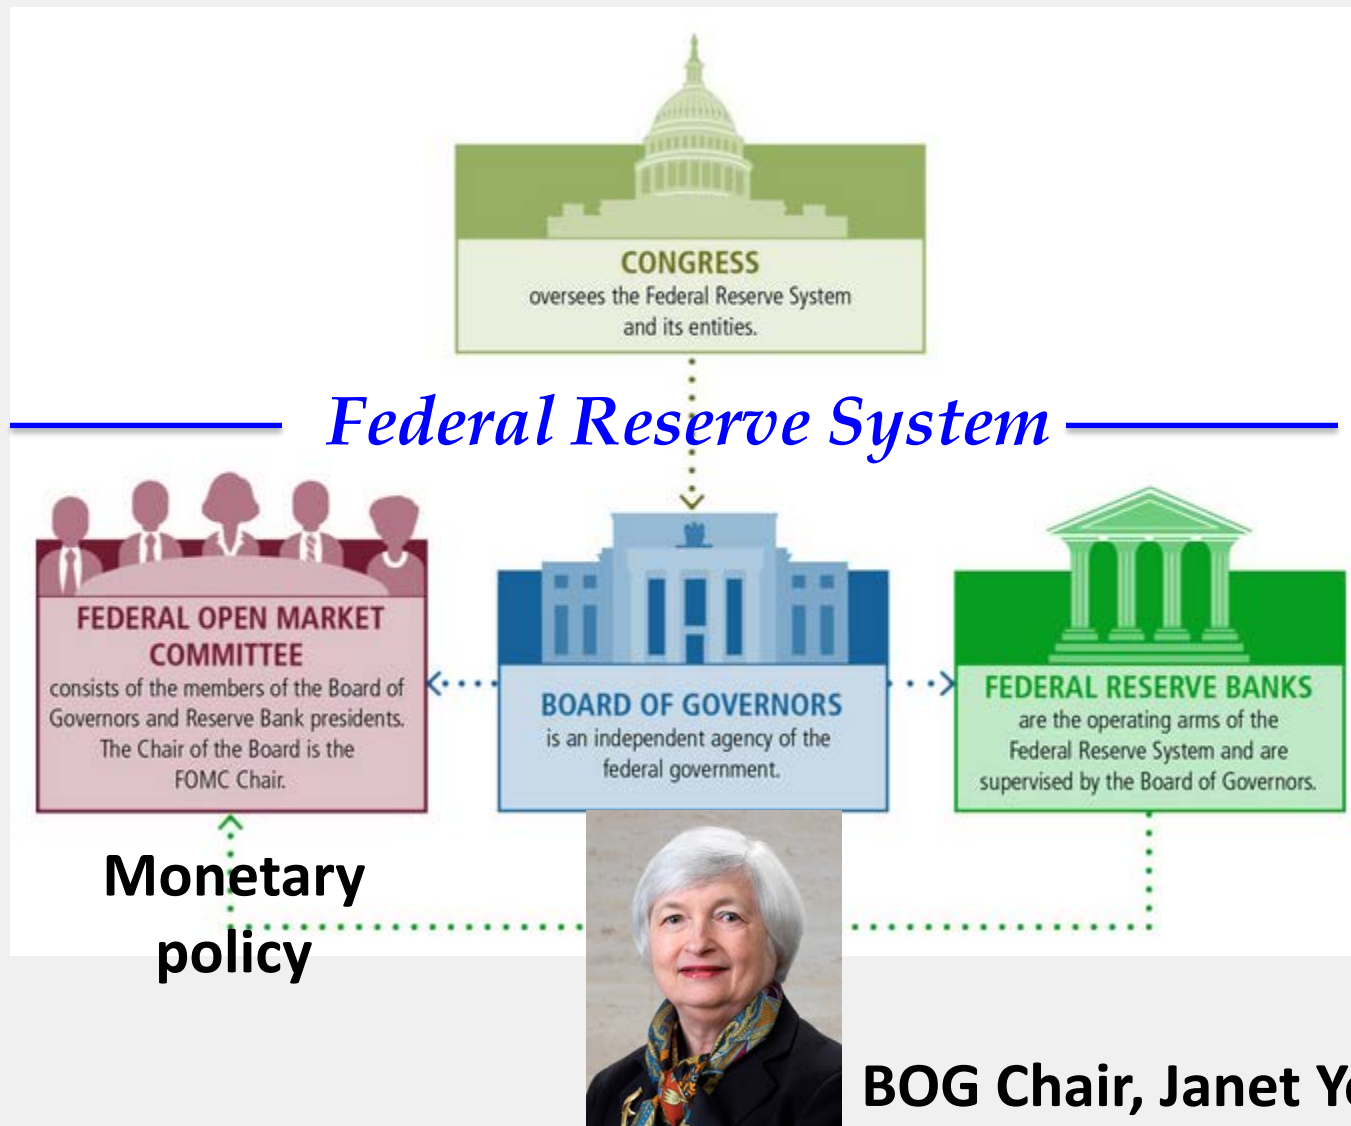 CONGRESS
oversees the Federal Reserve System
and its entities.
Federal Reserve System
FEDERAL OPEN MARKET
COMMITTEE
consists of the members of the Board of
Governors and Reserve Bank presidents.
The Chair of the Board is the
FOMC Chair.
BOARD OF GOVERNORS
is an independent agency of the
federal government.
FEDERAL RESERVE BANKS
are the operating arms of the
Federal Reserve System and are
supervised by the Board of Governors.
Monetary
policy
BOG Chair, Janet